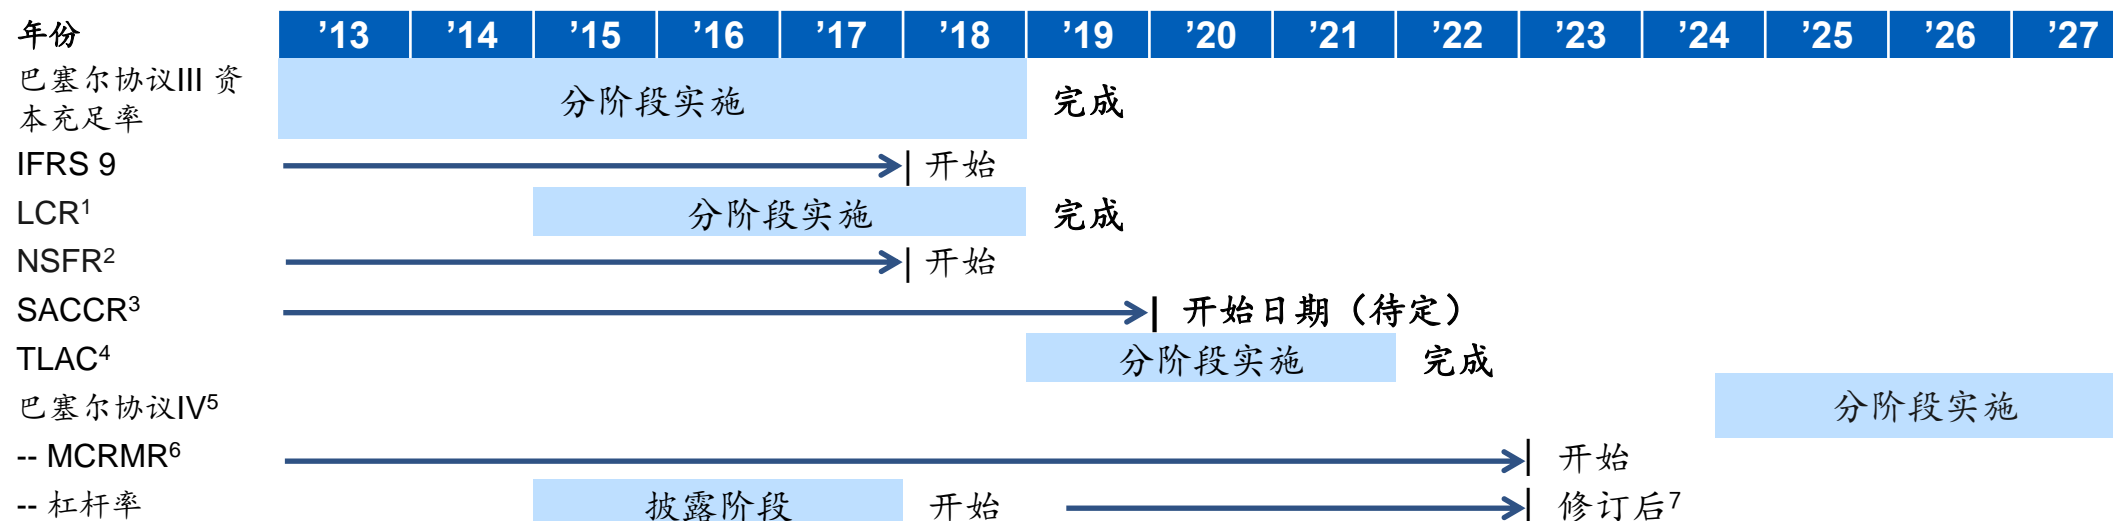 年份 ’13 ’14 ’15 ’16 ’17 ’18 ’19 ’20 ’21 ’22 ’23 ’24 ’25 ’26 ’27
巴塞尔协议III 资
本充足率 分阶段实施 完成
IFRS 9 开始
LCR1 分阶段实施 完成
NSFR2 开始
SACCR3 开始日期（待定）
TLAC4 分阶段实施 完成
巴塞尔协议IV5 分阶段实施
-- MCRMR6 开始
-- 杠杆率 披露阶段 开始 修订后7